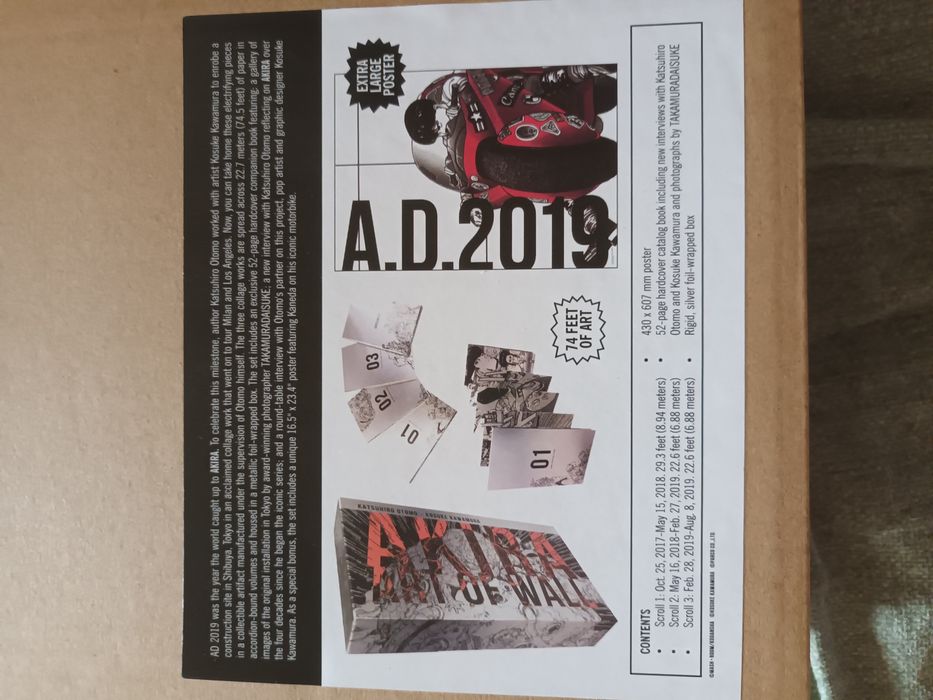 AD 2019 was the year the world caught up to AKIRA. To celebrate this milestone, author Katsuhiro Otomo worked with artist Kosuke Kawamura to enrobe a
construction site in Shibuya, Tokyo in an acclaimed collage work that went on to tour Milan and Los Angeles. Now, you can take home these electrifying pieces
in a collectible artifact manufactured under the supervision of Otomo himself. The three collage works are spread across 22.7 meters (74.5 feet) of paper in
accordion-bound volumes and housed in a metallic foil-wrapped box. The set includes an exclusive 52-page hardcover companion book featuring: a gallery of
images of the original installation in Tokyo by award-winning photographer TAKAMURADAISUKE; a new interview with Katsuhiro Otomo reflecting on AKIRA over
the four decades since he began the iconic series; and a round-table interview with Otomo's partner on this project, pop artist and graphic designer Kosuke
Kawamura. As a special bonus, the set includes a unique 16.5" x 23.4" poster featuring Kaneda on his iconic motorbike.
KATSUHIRO OTOMO KOSUKE KAWAMURA
AKIRA
ART OF WALL
01
02
03
01
74 FEET
OF ART
EXTRA
LARGE
POSTER
A.D.2019
CONTENTS
• Scroll 1: Oct. 25, 2017-May 15, 2018. 29.3 feet (8.94 meters)
• Scroll 2: May 16, 2018-Feb. 27, 2019. 22.6 feet (6.88 meters)
• Scroll 3: Feb. 28, 2019-Aug. 8, 2019. 22.6 feet (6.88 meters)
• 430 x 607 mm poster
• 52-page hardcover catalog book including new interviews with Katsuhiro
Otomo and Kosuke Kawamura and photographs by TAKAMURADAISUKE
• Rigid, silver foil-wrapped box
©MASH・ROOM/KODANSHA ©KOSUKE KAWAMURA ©PARCO CO.,LTD.